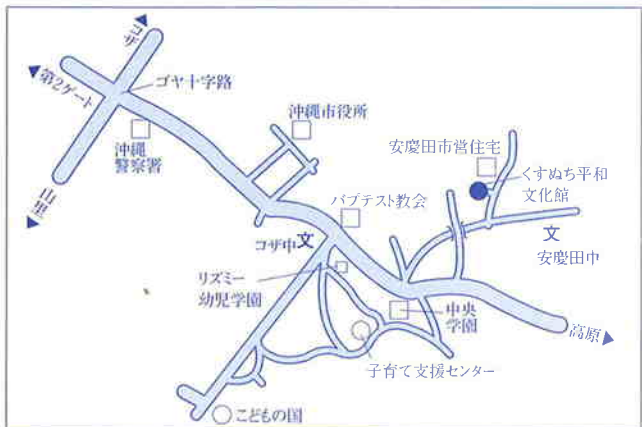 コザ
第2ゲート
ゴヤ十字路
沖縄
警察署
沖縄市役所
山里
安慶田市営住宅
くすぬち平和
文化館
バプテスト教会
コザ中文
文
安慶田中
リズミー
幼児学園
中央
学園
高原
子育て支援センター
こどもの国